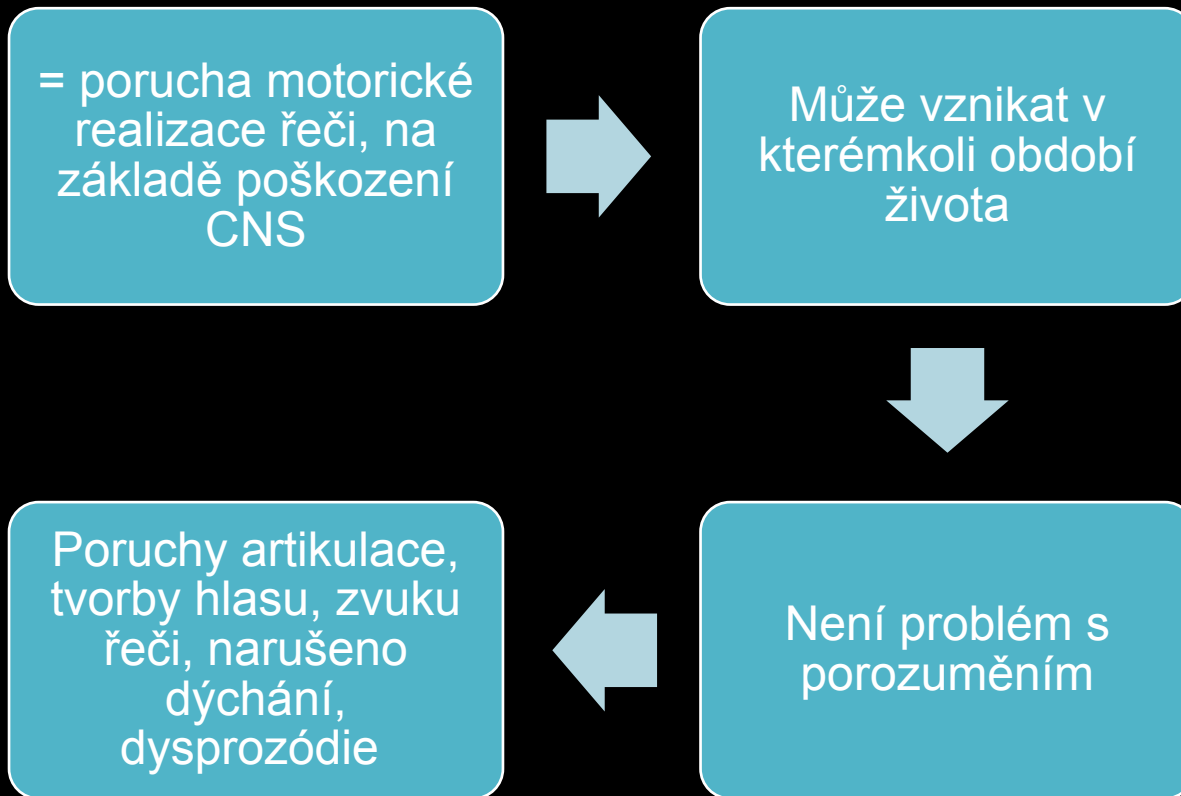 = porucha motorické
realizace řeči, na
základě poškození
CNS
Může vznikat v
kterémkoli období
života
Není problém s
porozuměním
Poruchy artikulace,
tvorby hlasu, zvuku
řeči, narušeno
dýchání,
dysprozódie